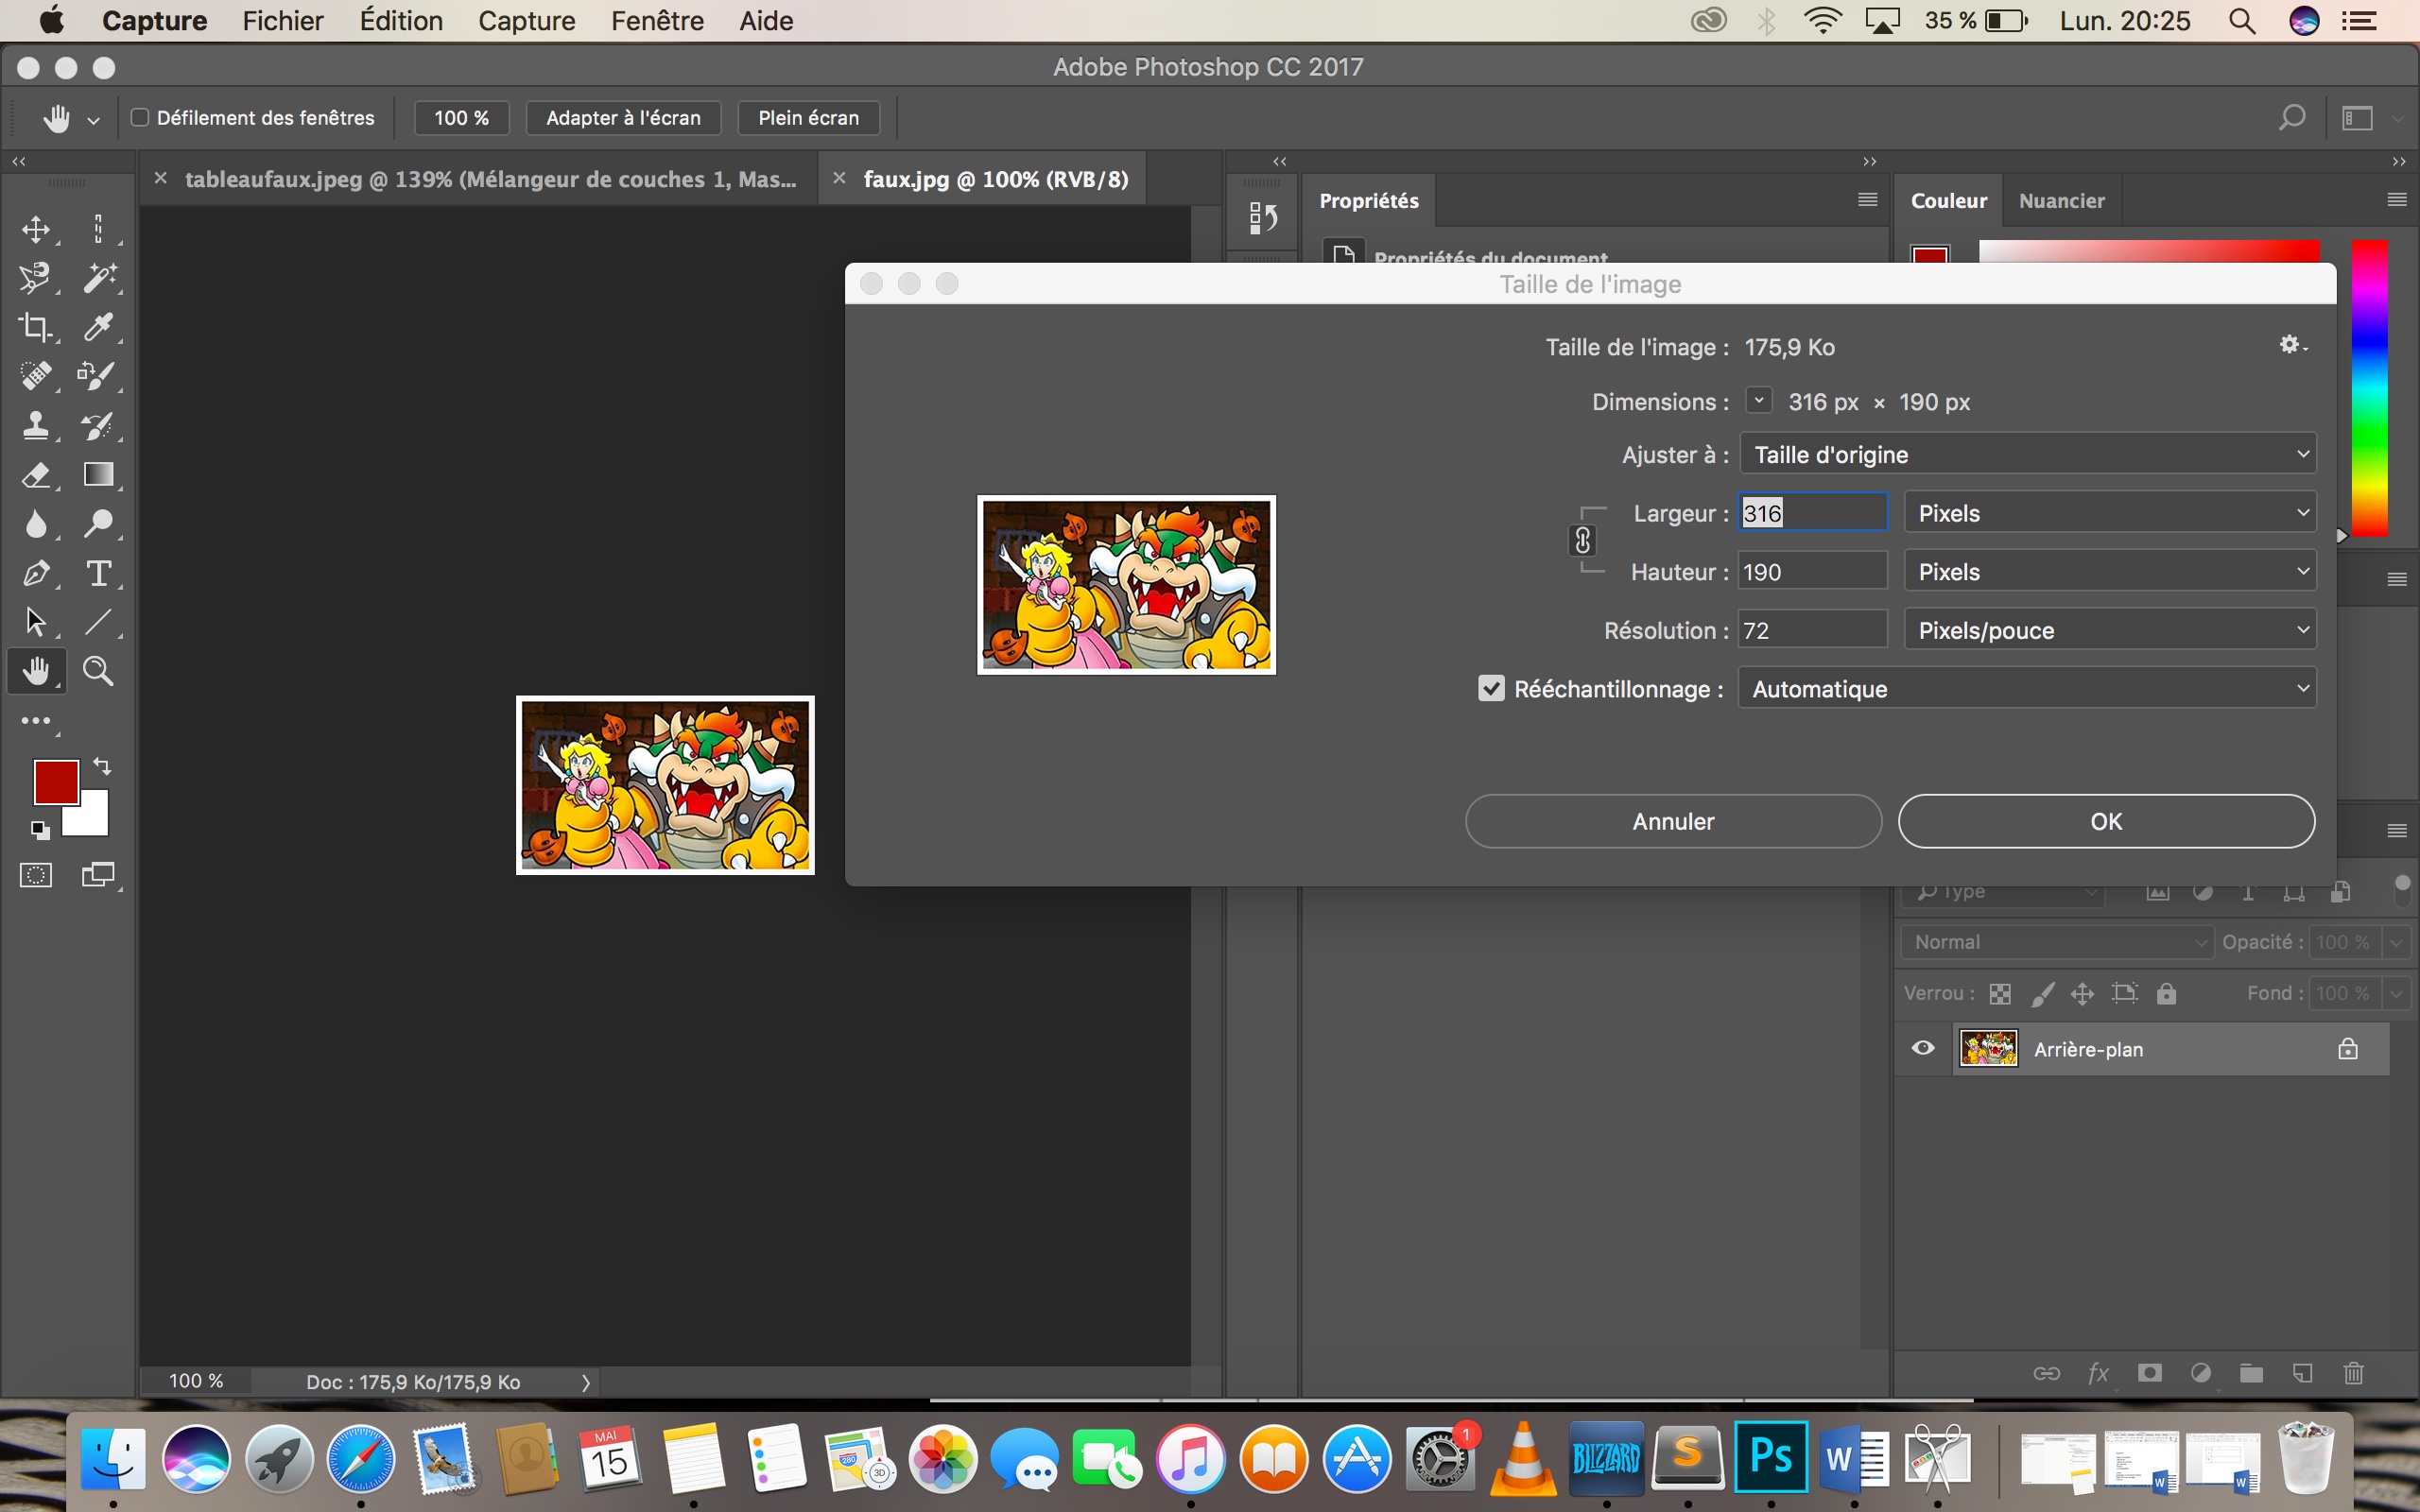 Capture Fichier Édition Capture Fenêtre Aide 35 % Lun. 20:25
Adobe Photoshop CC 2017
Défilement des fenêtres 100 % Adapter à l'écran Plein écran
tableaufaux.jpeg @ 139% (Mélangeur de couches 1, Mas...
faux.jpg @ 100% (RVB/8)
Propriétés
Couleur Nuancier
Propriétés du document
Taille de l'image
Taille de l'image : 175,9 Ko
Dimensions : 316 px × 190 px
Ajuster à : Taille d'origine
Largeur : 316 Pixels
Hauteur : 190 Pixels
Résolution : 72 Pixels/pouce
Rééchantillonnage : Automatique
Annuler OK
Type
Normal Opacité : 100 %
Verrou : Fond : 100 %
Arrière-plan
fx
100 % Doc : 175,9 Ko/175,9 Ko
MAI
15
280
3D
1
BLIZZARD
S
Ps
W
W
W